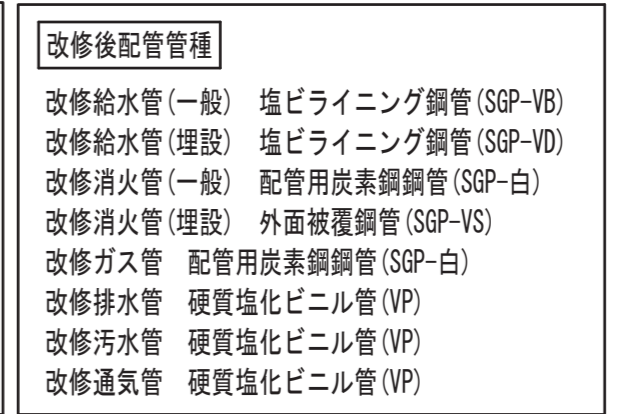 改修後配管管種
改修給水管(一般)　塩ビライニング鋼管(SGP-VB)
改修給水管(埋設)　塩ビライニング鋼管(SGP-VD)
改修消火管(一般)　配管用炭素鋼鋼管(SGP-白)
改修消火管(埋設)　外面被覆鋼管(SGP-VS)
改修ガス管　配管用炭素鋼鋼管(SGP-白)
改修排水管　硬質塩化ビニル管(VP)
改修汚水管　硬質塩化ビニル管(VP)
改修通気管　硬質塩化ビニル管(VP)